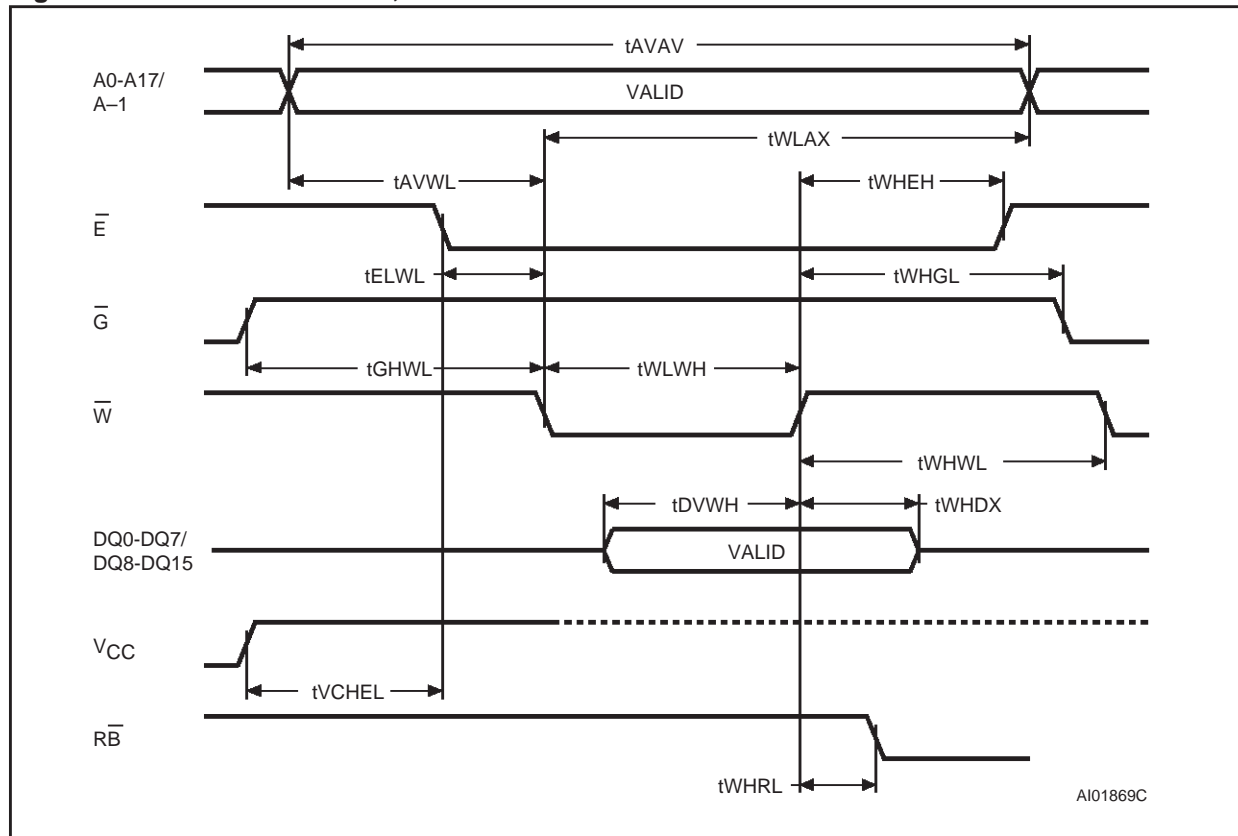 tAVAV
A0-A17/
A–1
VALID
tWLAX
tAVWL
tWHEH
E̅
tELWL
tWHGL
G̅
tGHWL
tWLWH
W̅
tWHWL
tDVWH
tWHDX
DQ0-DQ7/
DQ8-DQ15
VALID
VCC
tVCHEL
RB̅
tWHRL
AI01869C